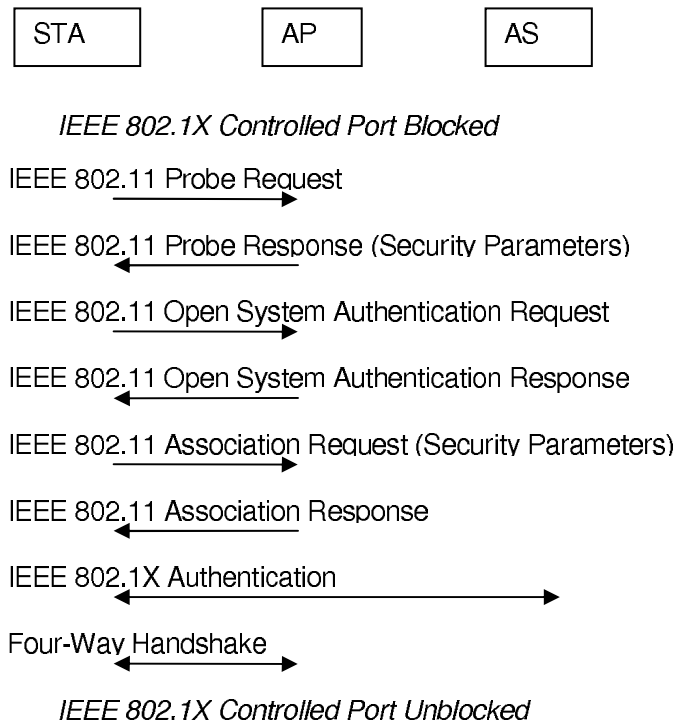 STA AP AS
IEEE 802.1X Controlled Port Blocked
IEEE 802.11 Probe Request
IEEE 802.11 Probe Response (Security Parameters)
IEEE 802.11 Open System Authentication Request
IEEE 802.11 Open System Authentication Response
IEEE 802.11 Association Request (Security Parameters)
IEEE 802.11 Association Response
IEEE 802.1X Authentication
Four-Way Handshake
IEEE 802.1X Controlled Port Unblocked